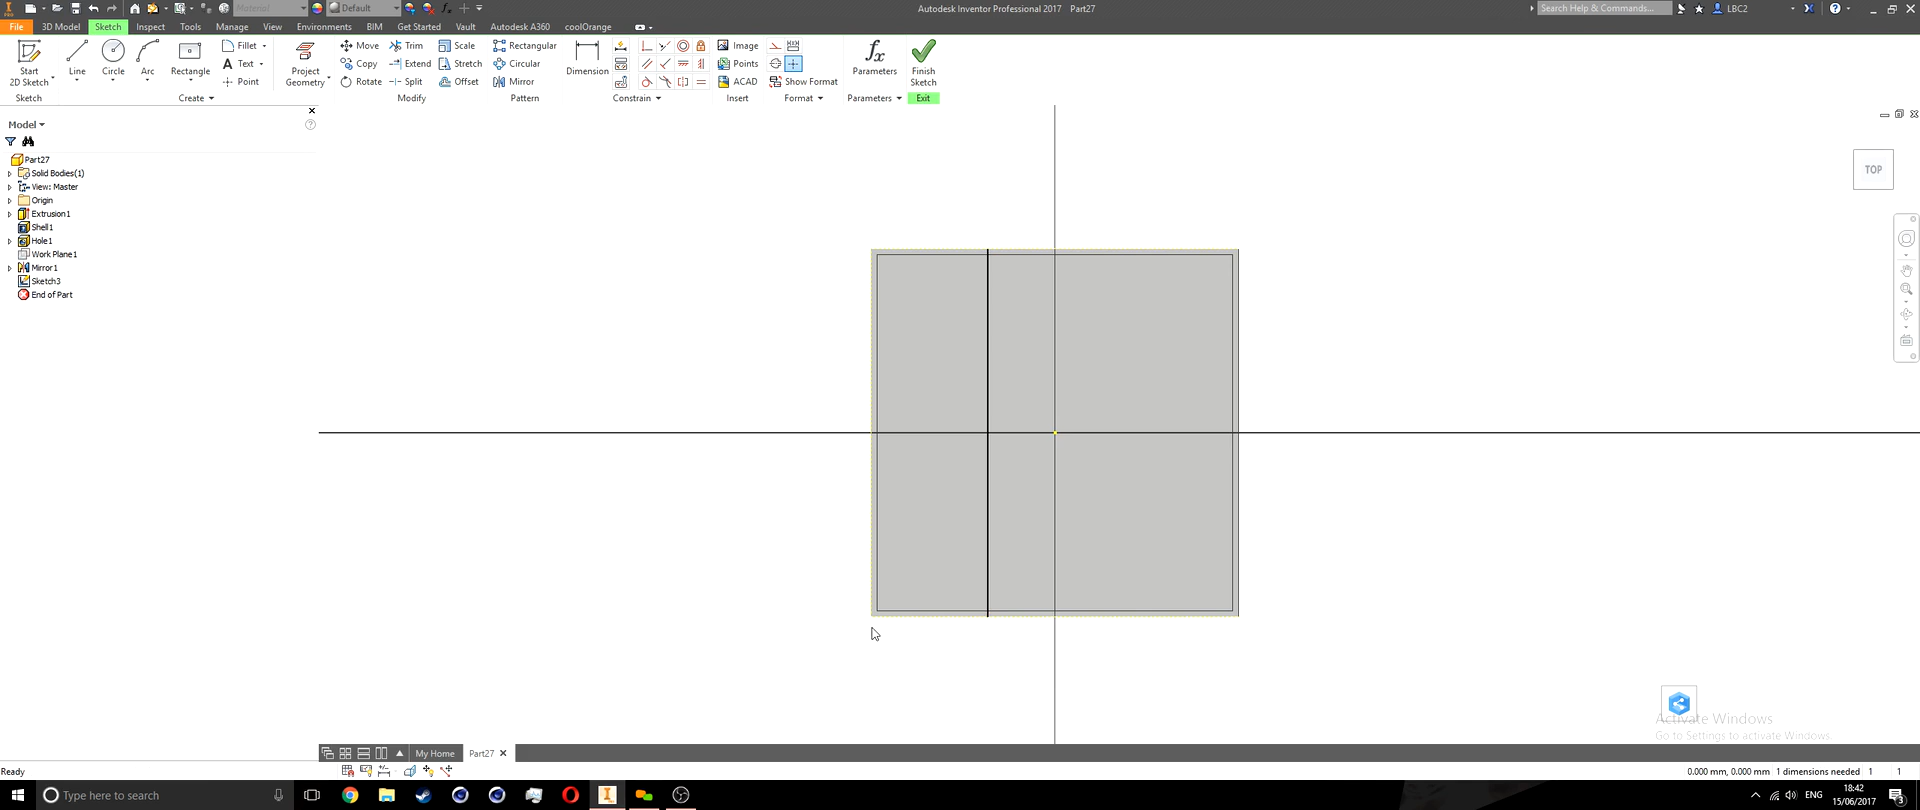 Material
Default
Autodesk Inventor Professional 2017 Part27
Search Help & Commands...
LBC2
File 3D Model Sketch Inspect Tools Manage View Environments BIM Get Started Vault Autodesk A360 coolOrange
Start
2D Sketch
Line
Circle
Arc
Rectangle
Fillet
Text
Point
Project
Geometry
Move
Copy
Rotate
Trim
Extend
Split
Scale
Stretch
Offset
Rectangular
Circular
Mirror
Dimension
Image
Points
ACAD
Show Format
Parameters
Finish
Sketch
Sketch Create Modify Pattern Constrain Insert Format Parameters Exit
Model
Part27
Solid Bodies(1)
View: Master
Origin
Extrusion1
Shell1
Hole1
Work Plane1
Mirror1
Sketch3
End of Part
TOP
Activate Windows
Go to Settings to activate Windows.
My Home Part27
Ready
0.000 mm, 0.000 mm 1 dimensions needed 1 1
Type here to search
ENG
18:42
15/06/2017
3